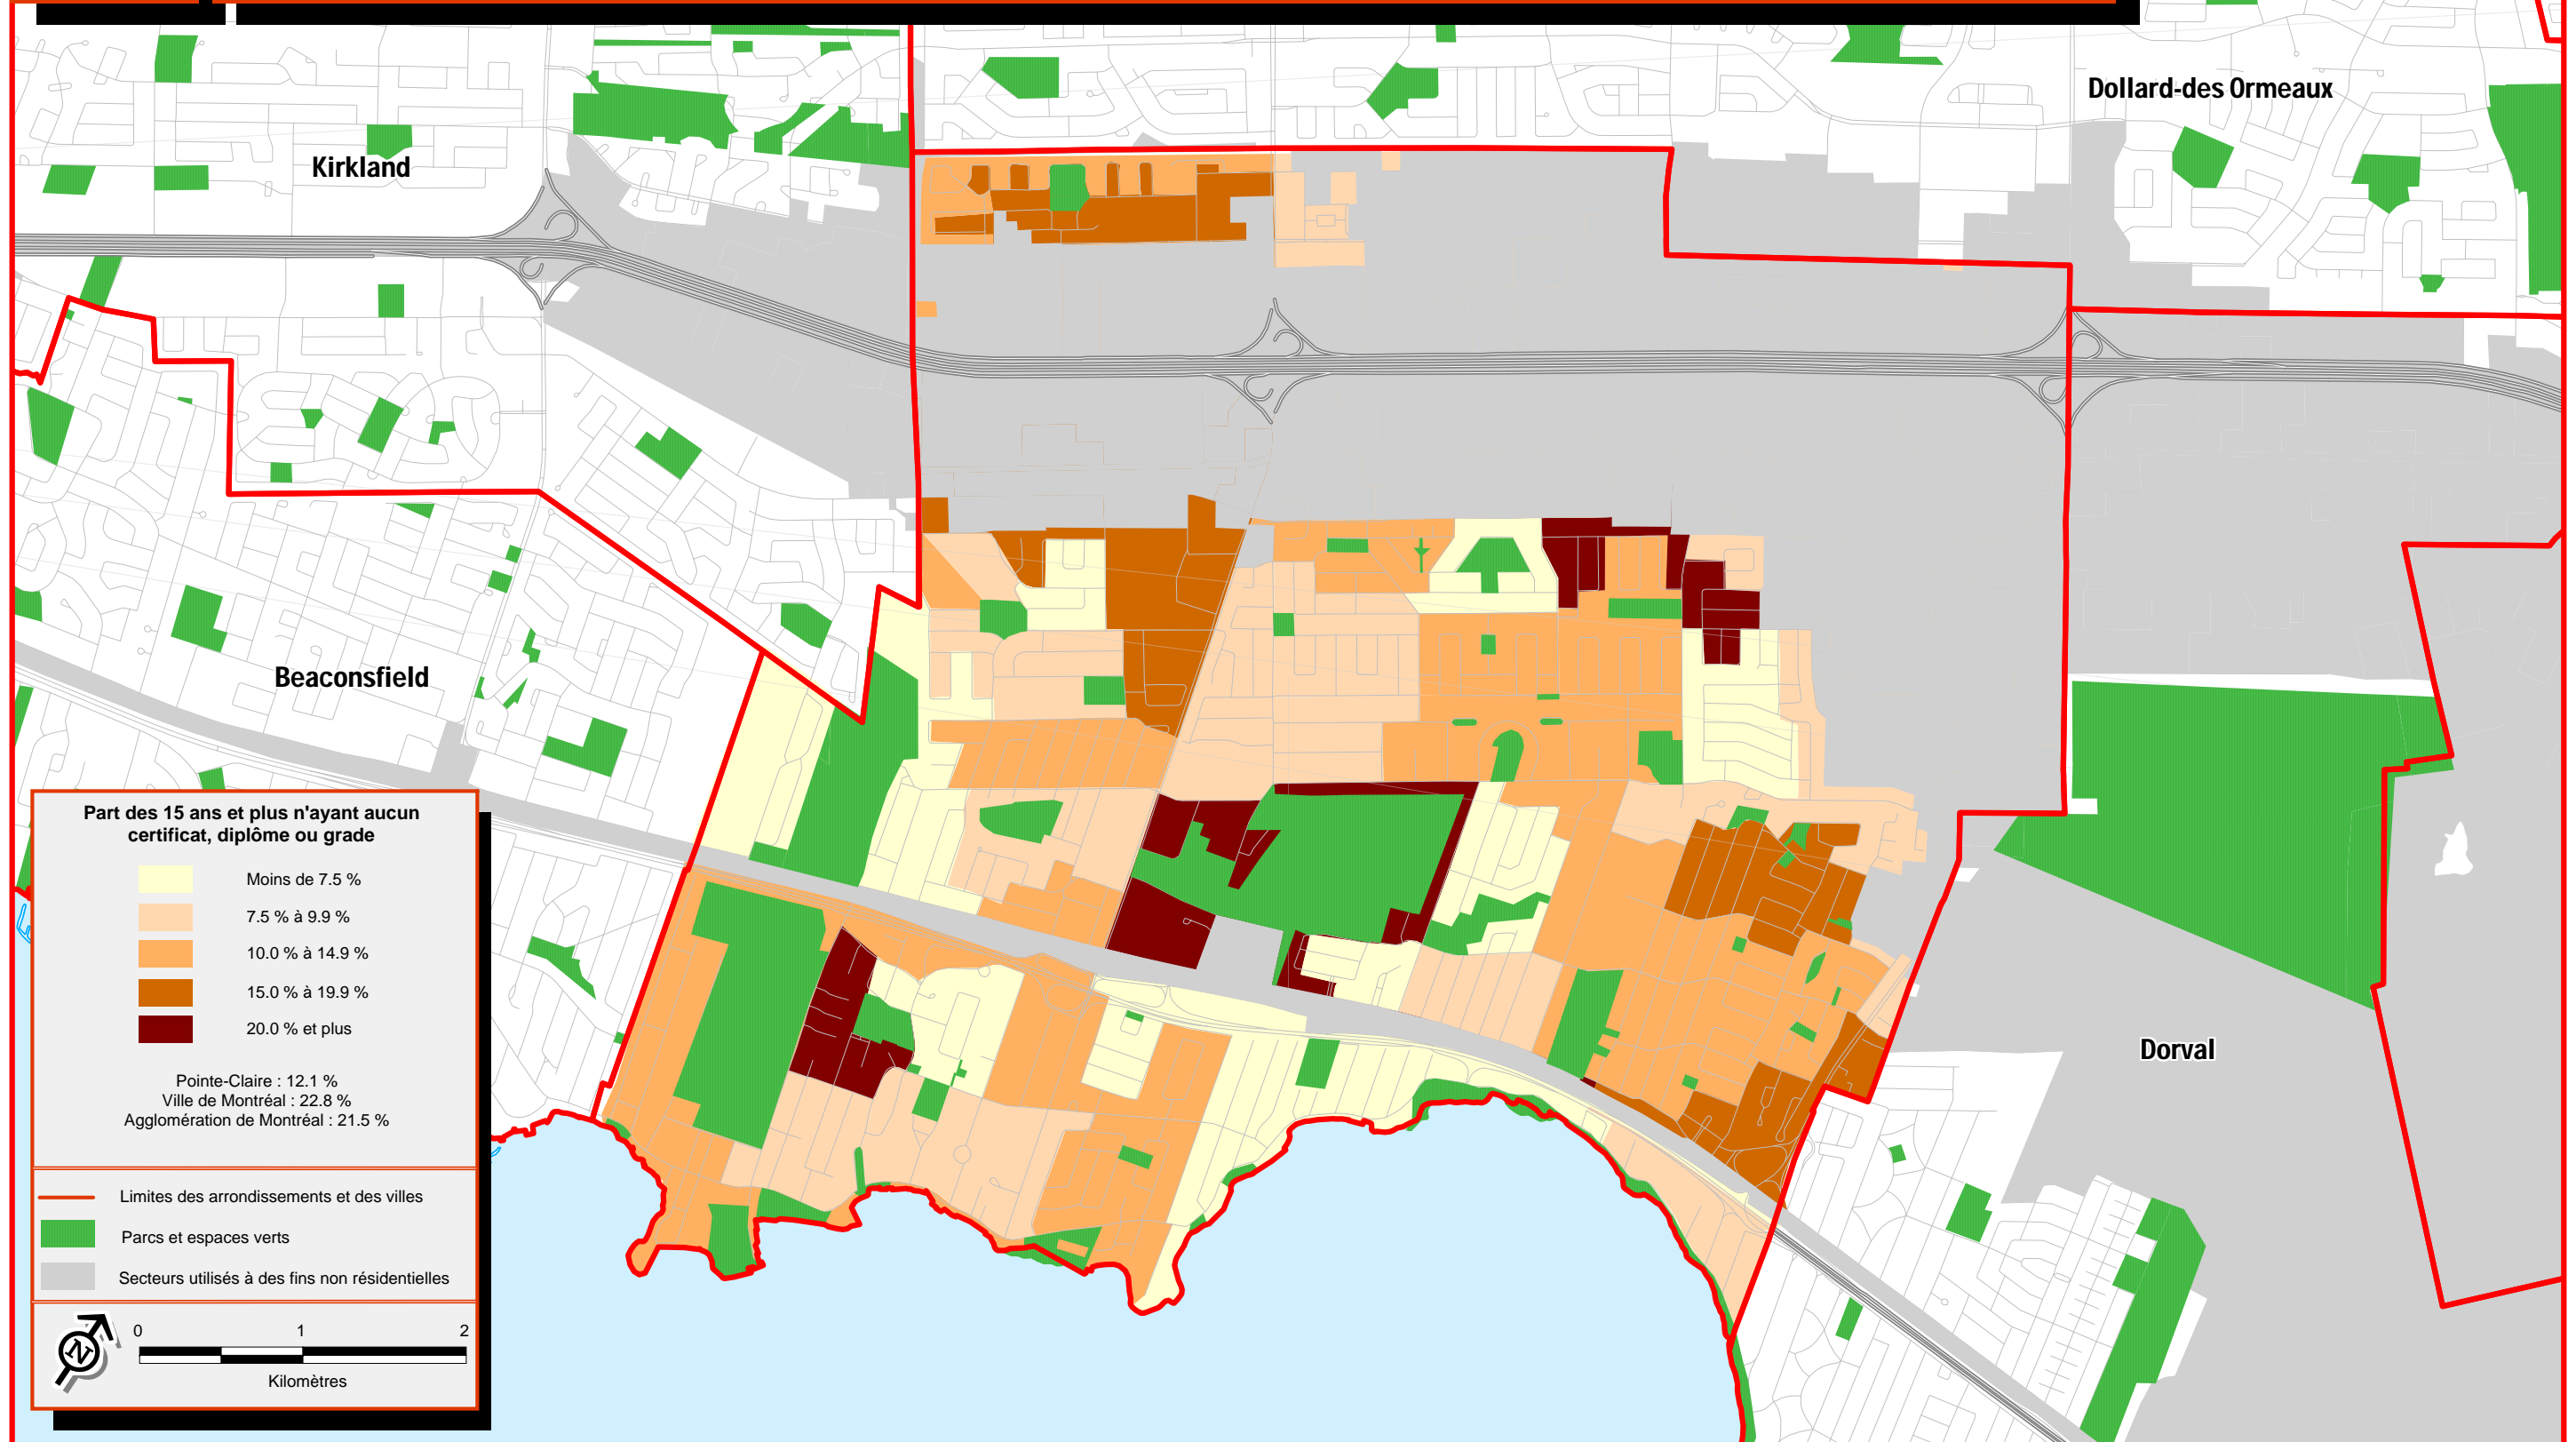 Dollard-des Ormeaux
Kirkland
Beaconsfield
Dorval
Part des 15 ans et plus n'ayant aucun
certificat, diplôme ou grade
Moins de 7.5 %
7.5 % à 9.9 %
10.0 % à 14.9 %
15.0 % à 19.9 %
20.0 % et plus
Pointe-Claire : 12.1 %
Ville de Montréal : 22.8 %
Agglomération de Montréal : 21.5 %
Limites des arrondissements et des villes
Parcs et espaces verts
Secteurs utilisés à des fins non résidentielles
N
0 1 2
Kilomètres